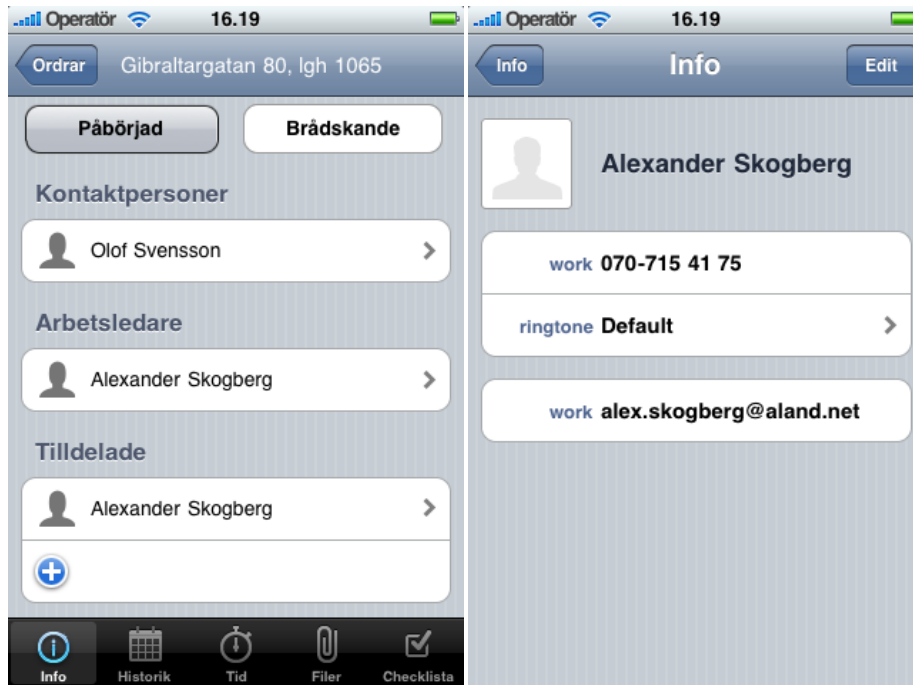 Operatör 16.19
Ordrar Gibraltargatan 80, lgh 1065
Påbörjad Brådskande
Kontaktpersoner
Olof Svensson
Arbetsledare
Alexander Skogberg
Tilldelade
Alexander Skogberg
Info Historik Tid Filer Checklista
Operatör 16.19
Info Info Edit
Alexander Skogberg
work 070-715 41 75
ringtone Default
work alex.skogberg@aland.net